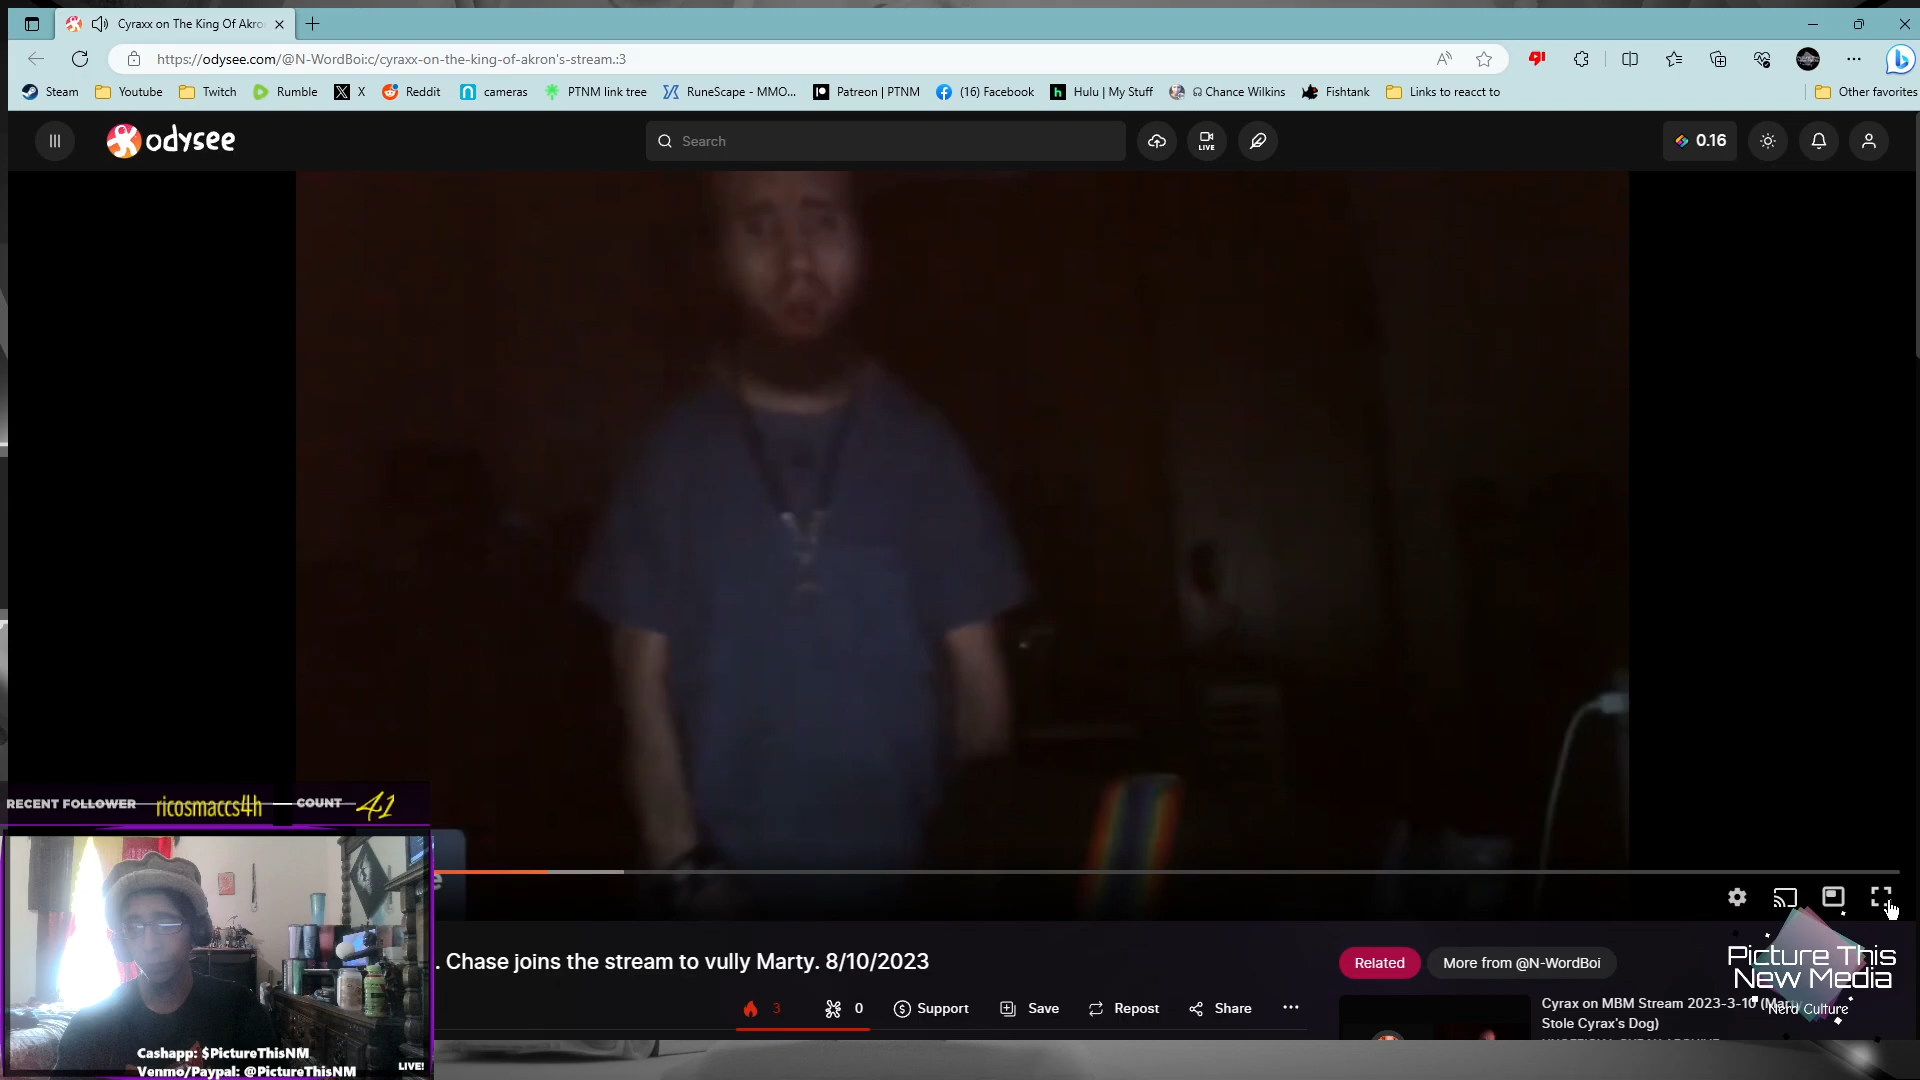 Cyraxx on The King Of Akro
https://odysee.com/@N-WordBoi:c/cyraxx-on-the-king-of-akron's-stream.:3
Steam
Youtube
Twitch
Rumble
X
Reddit
cameras
PTNM link tree
RuneScape - MMO...
Patreon | PTNM
(16) Facebook
Hulu | My Stuff
Chance Wilkins
Fishtank
Links to reacct to
Other favorites
odysee
Search
LIVE
0.16
RECENT FOLLOWER
ricosmaccs4h
COUNT
41
. Chase joins the stream to vully Marty. 8/10/2023
3
0
Support
Save
Repost
Share
Related
More from @N-WordBoi
Cyrax on MBM Stream 2023-3-10 (Marty
Stole Cyrax's Dog)
Picture This
New Media
Nerd Culture
Cashapp: $PictureThisNM
Venmo/Paypal: @PictureThisNM
LIVE!